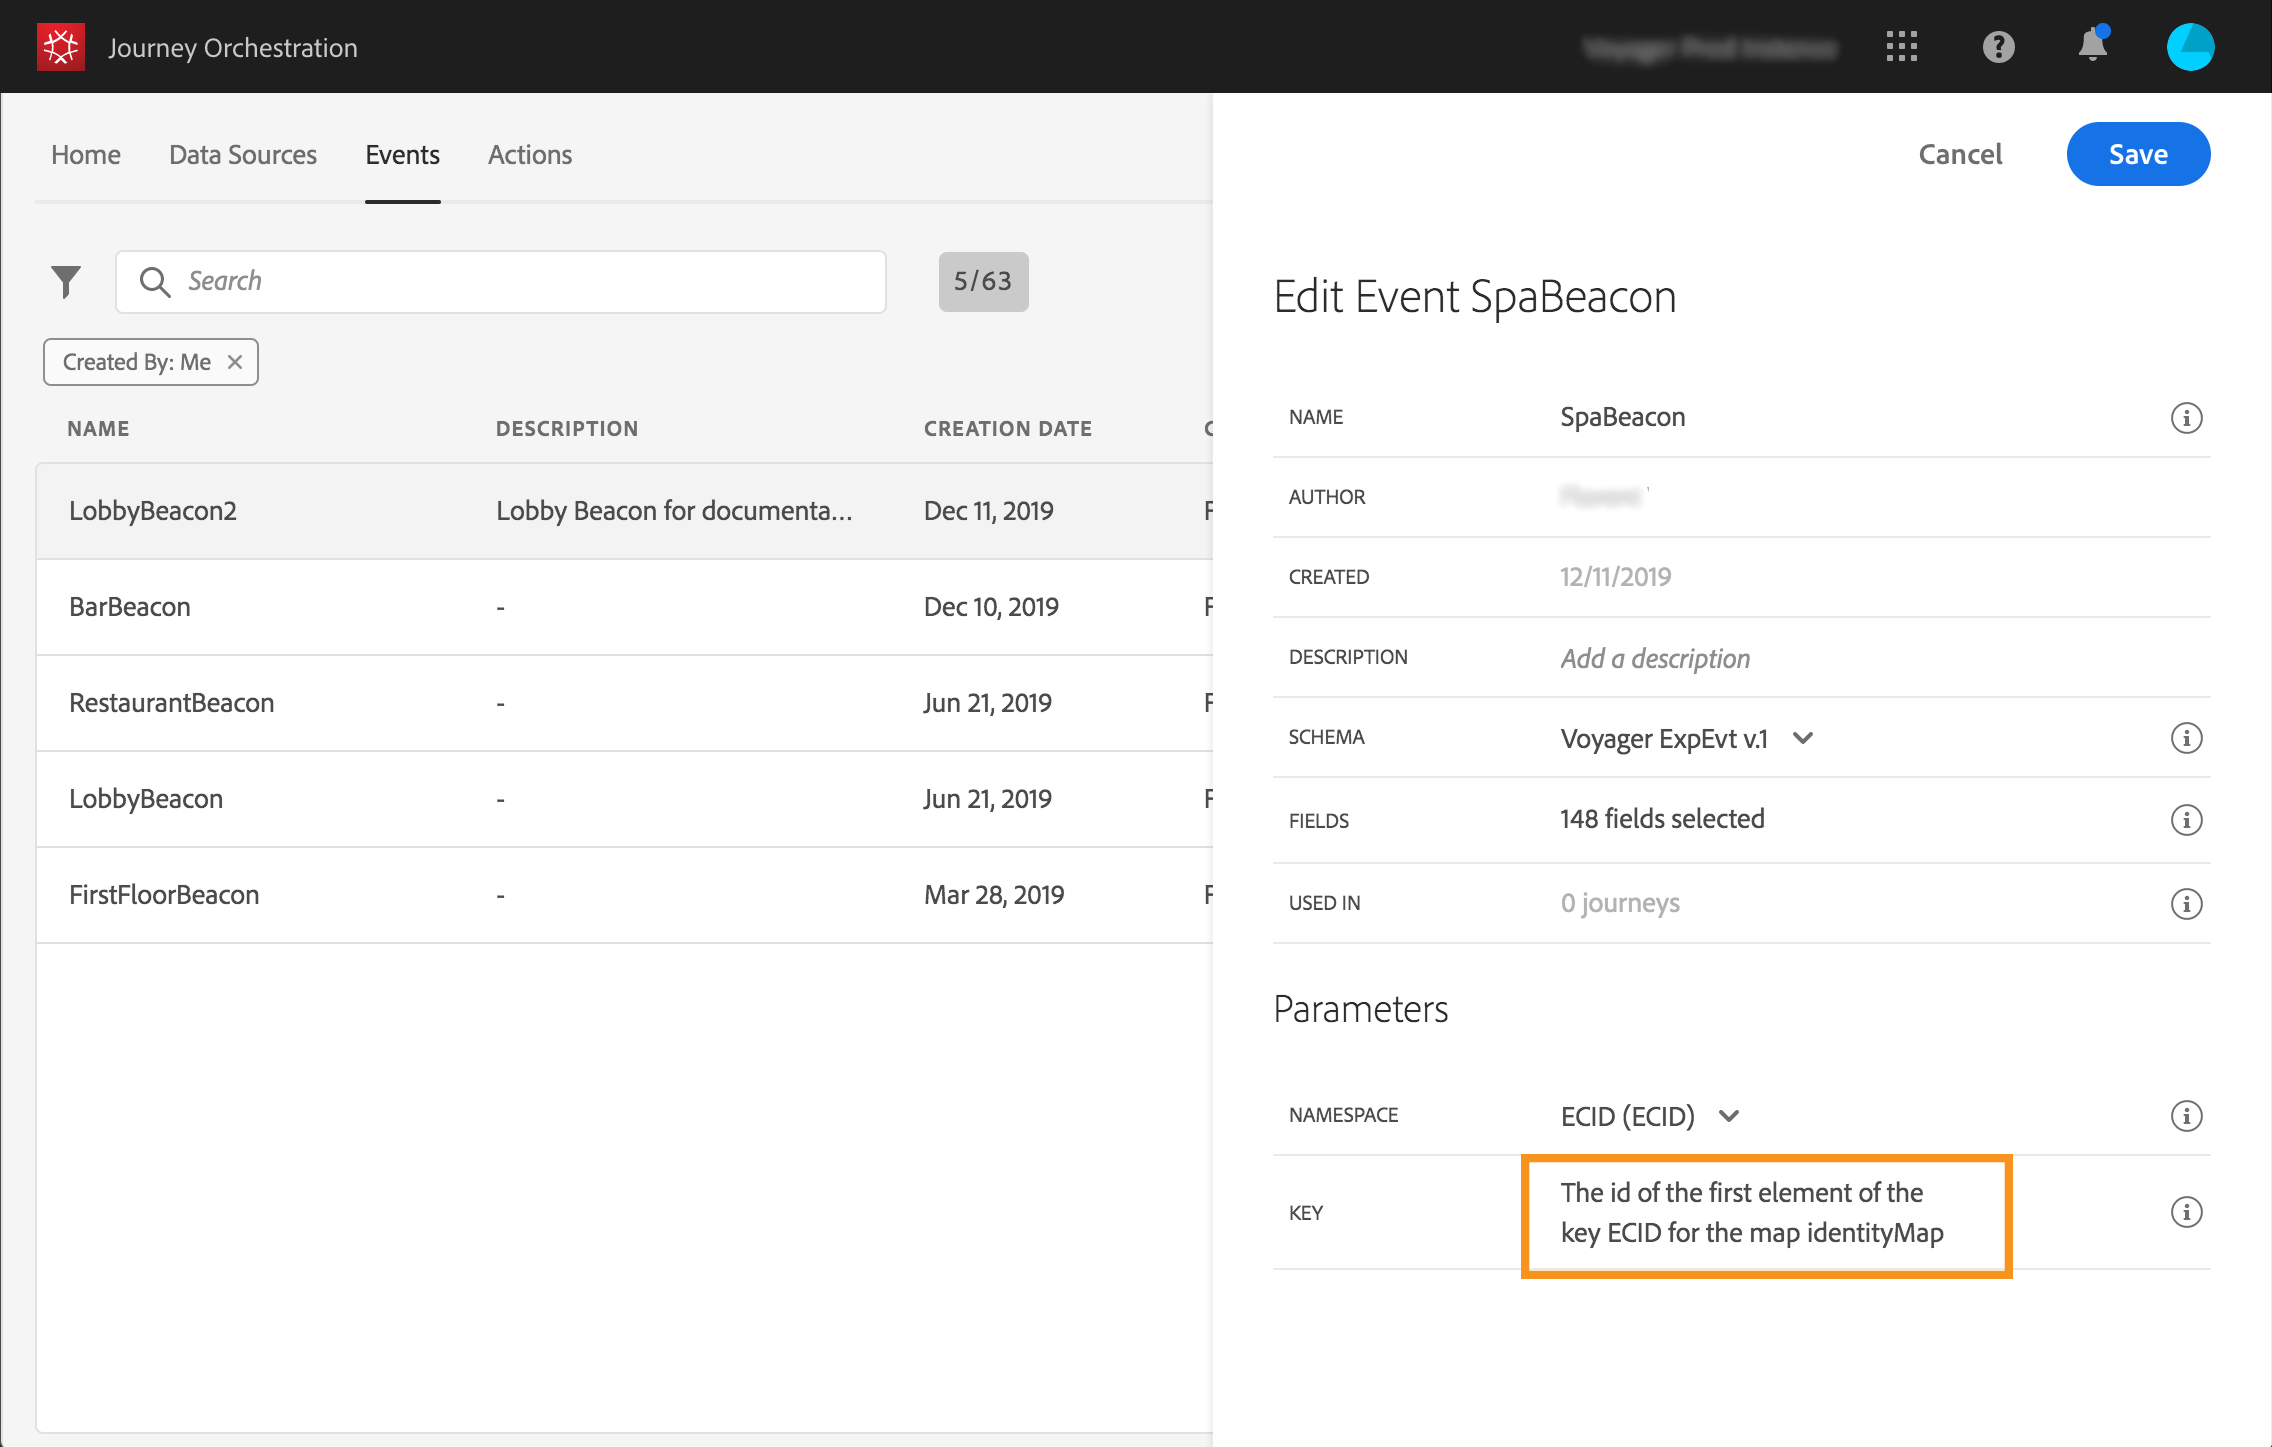 Journey Orchestration
Home Data Sources Events Actions
Search
5/63
Created By: Me
NAME DESCRIPTION CREATION DATE
LobbyBeacon2 Lobby Beacon for documenta... Dec 11, 2019
BarBeacon - Dec 10, 2019
RestaurantBeacon - Jun 21, 2019
LobbyBeacon - Jun 21, 2019
FirstFloorBeacon - Mar 28, 2019
Cancel Save
Edit Event SpaBeacon
NAME SpaBeacon
AUTHOR
CREATED 12/11/2019
DESCRIPTION Add a description
SCHEMA Voyager ExpEvt v.1
FIELDS 148 fields selected
USED IN 0 journeys
Parameters
NAMESPACE ECID (ECID)
KEY The id of the first element of the
key ECID for the map identityMap